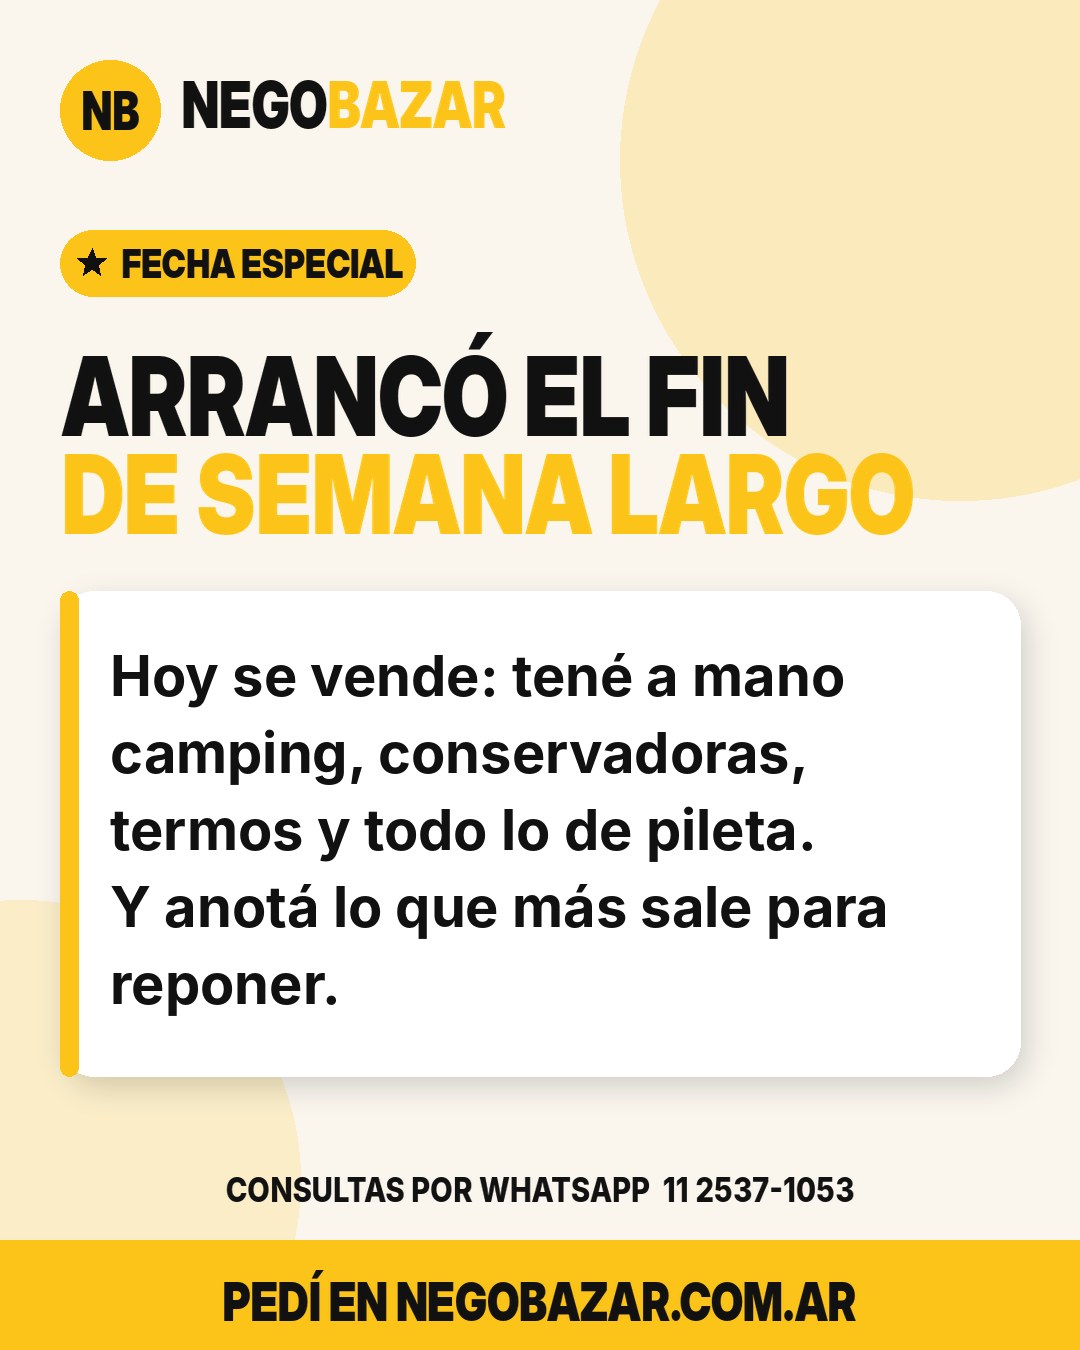 NB
NEGOBAZAR
★ FECHA ESPECIAL
ARRANCÓ EL FIN
DE SEMANA LARGO
Hoy se vende: tené a mano
camping, conservadoras,
termos y todo lo de pileta.
Y anotá lo que más sale para
reponer.
CONSULTAS POR WHATSAPP 11 2537-1053
PEDÍ EN NEGOBAZAR.COM.AR